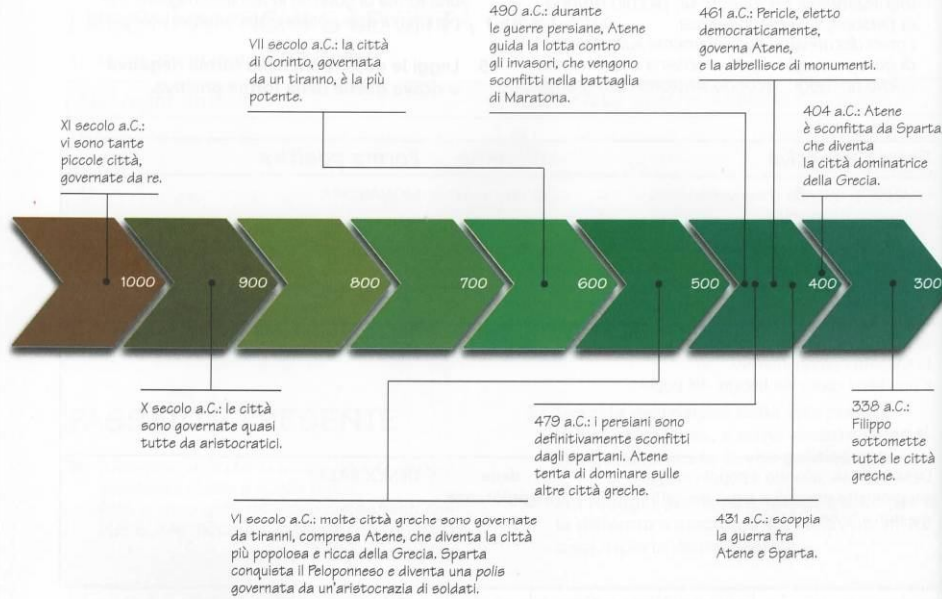 XI secolo a.C.:
vi sono tante
piccole città,
governate da re.
VII secolo a.C.: la città
di Corinto, governata
da un tiranno, è la più
potente.
490 a.C.: durante
le guerre persiane, Atene
guida la lotta contro
gli invasori, che vengono
sconfitti nella battaglia
di Maratona.
461 a.C.: Pericle, eletto
democraticamente,
governa Atene,
e la abbellisce di monumenti.
404 a.C.: Atene
è sconfitta da Sparta
che diventa
la città dominatrice
della Grecia.
1000 900 800 700 600 500 400 300
X secolo a.C.: le città
sono governate quasi
tutte da aristocratici.
VI secolo a.C.: molte città greche sono governate
da tiranni, compresa Atene, che diventa la città
più popolosa e ricca della Grecia. Sparta
conquista il Peloponneso e diventa una polis
governata da un'aristocrazia di soldati.
479 a.C.: i persiani sono
definitivamente sconfitti
dagli spartani. Atene
tenta di dominare sulle
altre città greche.
431 a.C.: scoppia
la guerra fra
Atene e Sparta.
338 a.C.:
Filippo
sottomette
tutte le città
greche.